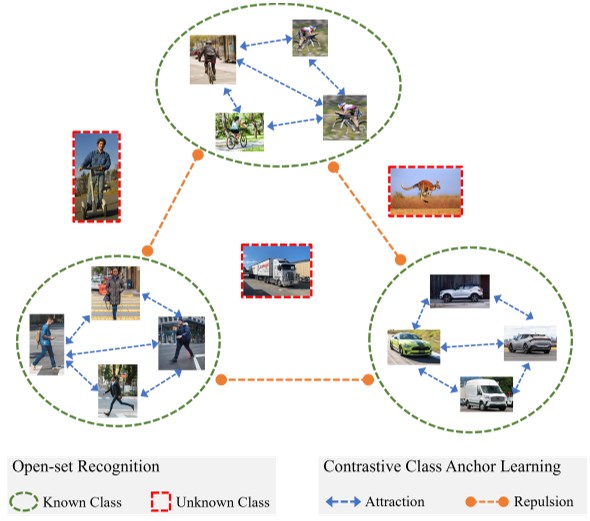 Open-set Recognition
Known Class
Unknown Class
Contrastive Class Anchor Learning
Attraction
Repulsion